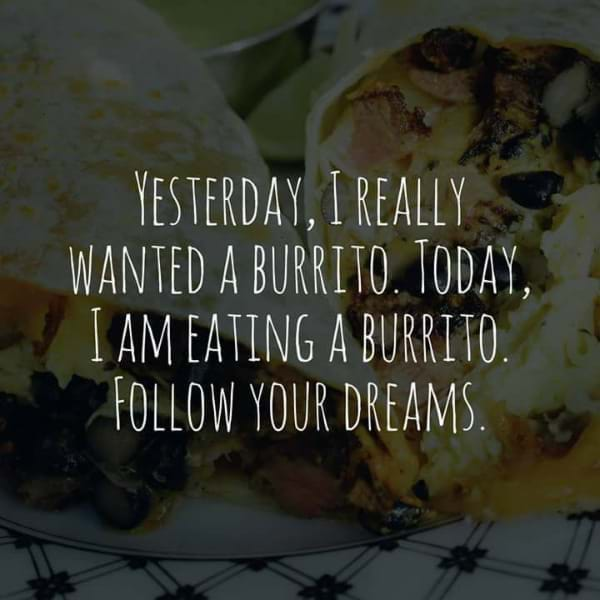 Yesterday, I really
wanted a burrito. Today,
I am eating a burrito.
Follow your dreams.